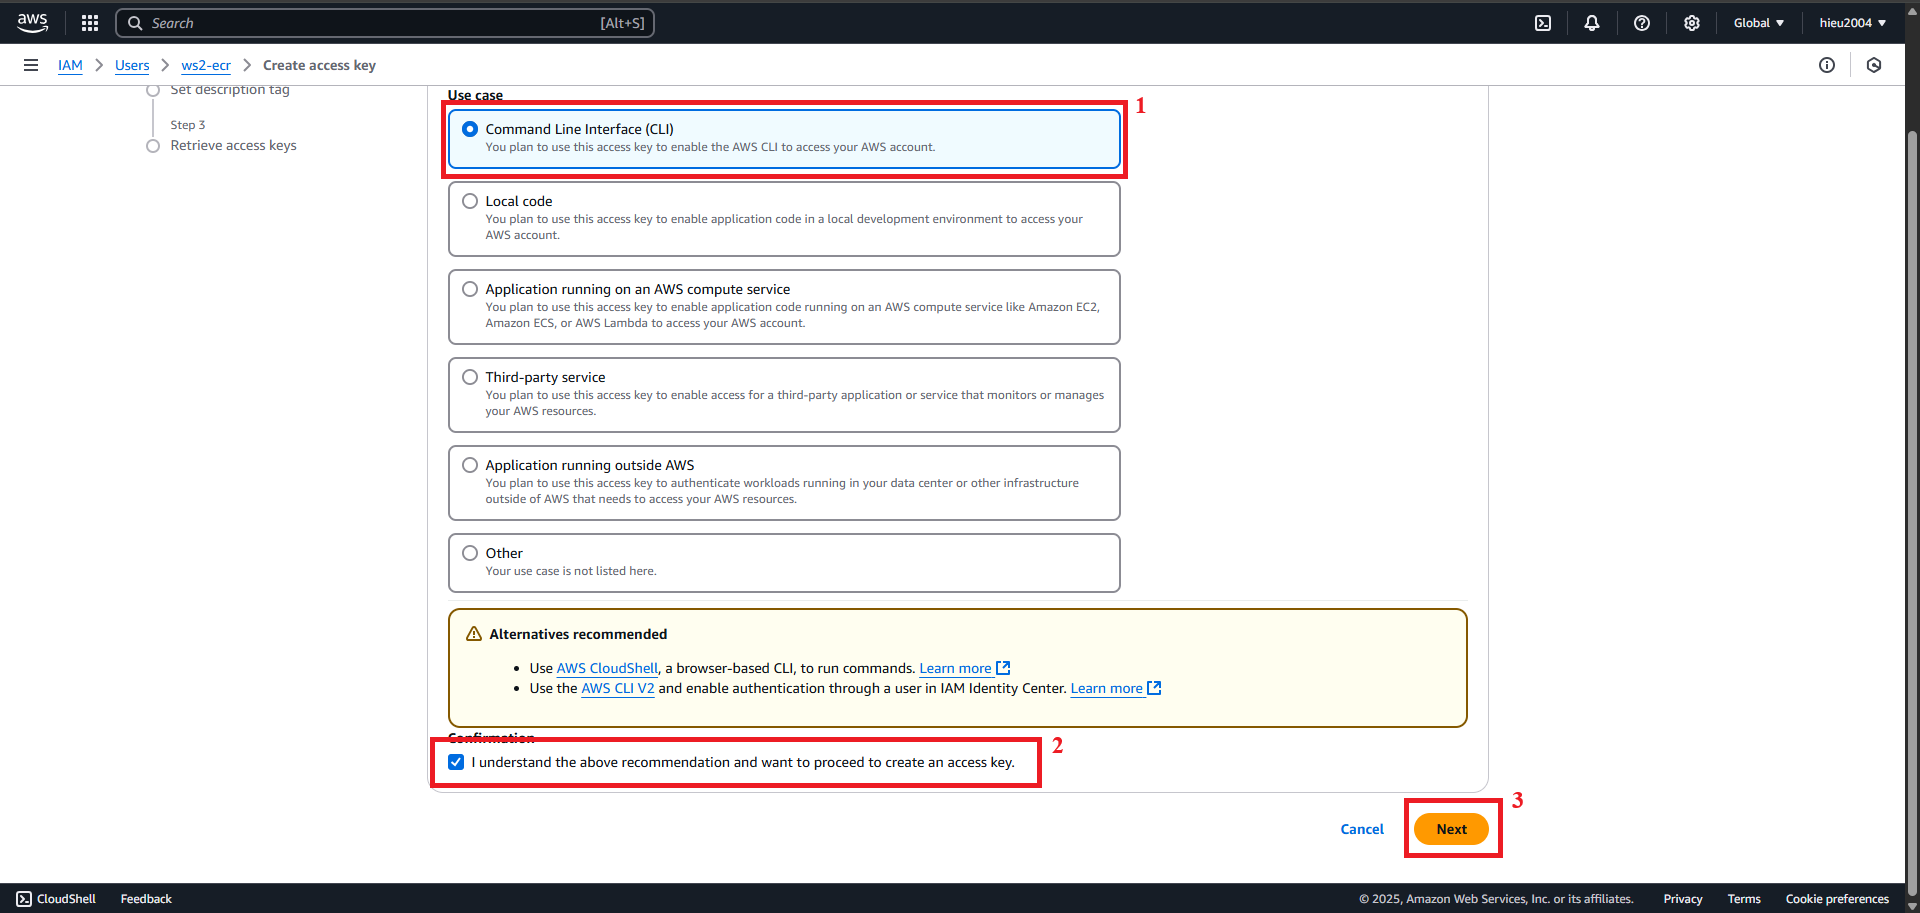 aws
Search [Alt+S]
Global
hieu2004
IAM
Users
ws2-ecr
Create access key
Set description tag
Step 3
Retrieve access keys
Use case
1
Command Line Interface (CLI)
You plan to use this access key to enable the AWS CLI to access your AWS account.
Local code
You plan to use this access key to enable application code in a local development environment to access your
AWS account.
Application running on an AWS compute service
You plan to use this access key to enable application code running on an AWS compute service like Amazon EC2,
Amazon ECS, or AWS Lambda to access your AWS account.
Third-party service
You plan to use this access key to enable access for a third-party application or service that monitors or manages
your AWS resources.
Application running outside AWS
You plan to use this access key to authenticate workloads running in your data center or other infrastructure
outside of AWS that needs to access your AWS resources.
Other
Your use case is not listed here.
Alternatives recommended
• Use AWS CloudShell, a browser-based CLI, to run commands. Learn more
• Use the AWS CLI V2 and enable authentication through a user in IAM Identity Center. Learn more
Confirmation
2
I understand the above recommendation and want to proceed to create an access key.
3
Cancel
Next
CloudShell
Feedback
© 2025, Amazon Web Services, Inc. or its affiliates.
Privacy
Terms
Cookie preferences